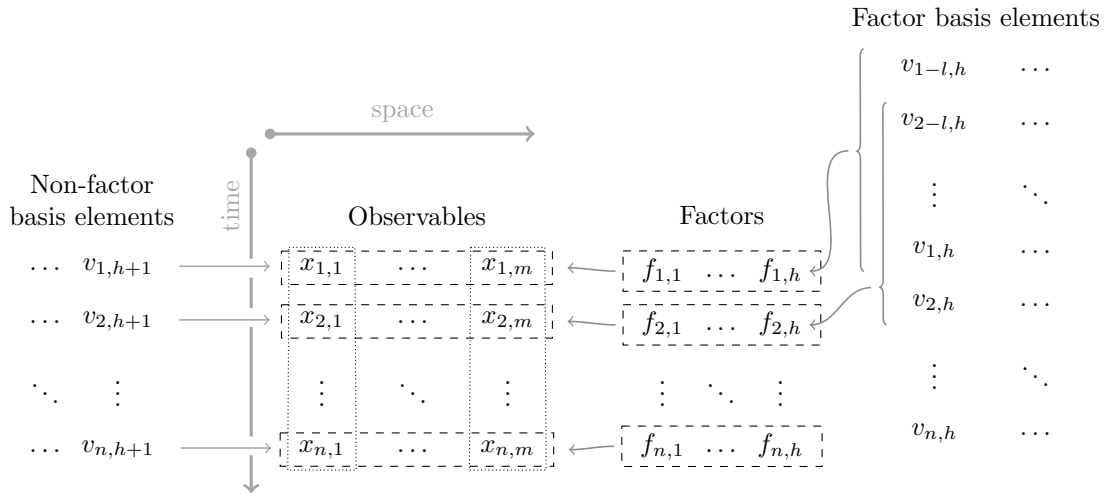 Factor basis elements
v_{1−l,h} …
space
v_{2−l,h} …
Non-factor
basis elements
time
Observables
Factors
⋮ ⋱
… v_{1,h+1}
x_{1,1} … x_{1,m}
f_{1,1} … f_{1,h}
v_{1,h} …
… v_{2,h+1}
x_{2,1} … x_{2,m}
f_{2,1} … f_{2,h}
v_{2,h} …
⋱ ⋮
⋮ ⋱ ⋮
⋮ ⋱ ⋮
⋮ ⋱
… v_{n,h+1}
x_{n,1} … x_{n,m}
f_{n,1} … f_{n,h}
v_{n,h} …